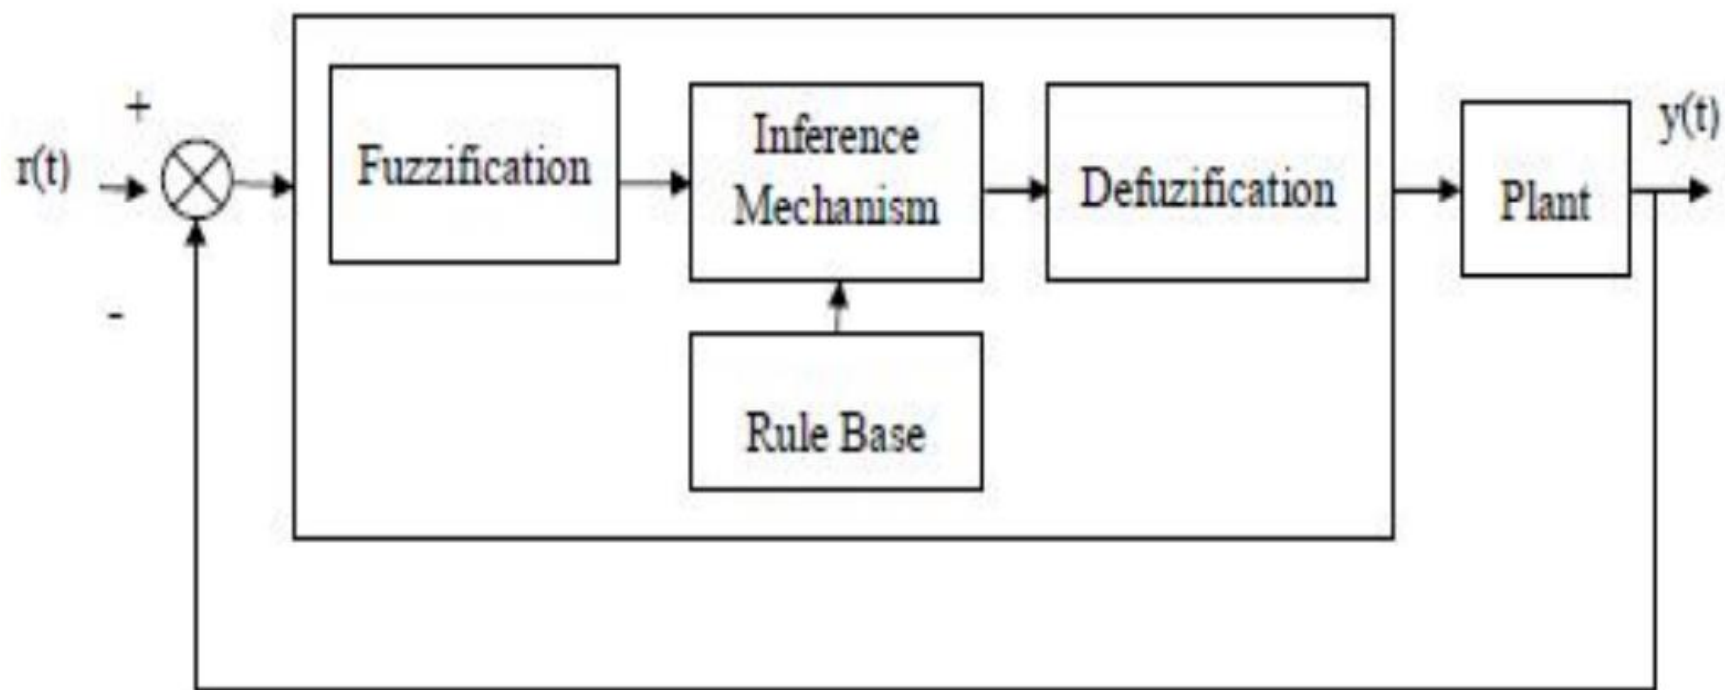 +
r(t)
-
Fuzzification
Inference
Mechanism
Defuzification
Rule Base
Plant
y(t)